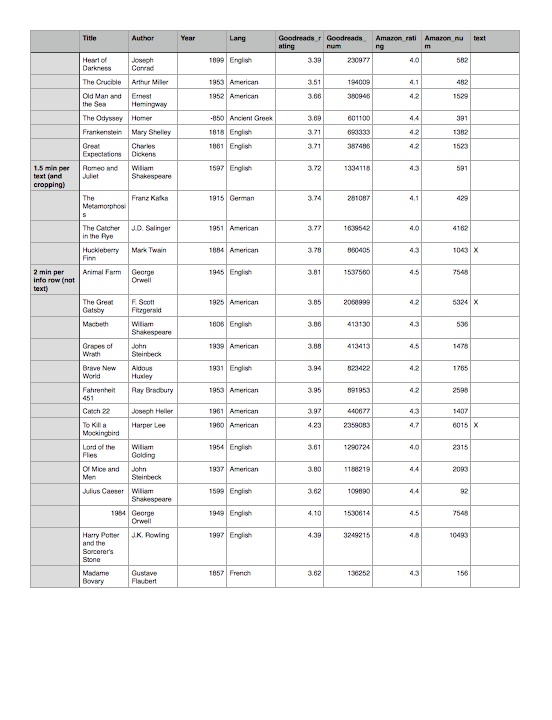 Title Author Year Lang Goodreads_r Goodreads_ Amazon_rati Amazon_nu text
ating num ng m
Heart of Joseph 1899 English 3.39 230977 4.0 582
Darkness Conrad
The Crucible Arthur Miller 1953 American 3.51 194009 4.1 482
Old Man and Ernest 1952 American 3.66 380946 4.2 1529
the Sea Hemingway
The Odyssey Homer -850 Ancient Greek 3.69 601100 4.4 391
Frankenstein Mary Shelley 1818 English 3.71 693333 4.2 1382
Great Charles 1861 English 3.71 387486 4.2 1523
Expectations Dickens
1.5 min per Romeo and William 1597 English 3.72 1334118 4.3 591
text (and Juliet Shakespeare
cropping)
The Franz Kafka 1915 German 3.74 281087 4.1 429
Metamorphosi
s
The Catcher J.D. Salinger 1951 American 3.77 1639542 4.0 4162
in the Rye
Huckleberry Mark Twain 1884 American 3.78 860405 4.3 1043 X
Finn
2 min per Animal Farm George 1945 English 3.81 1537560 4.5 7548
info row (not Orwell
text)
The Great F. Scott 1925 American 3.85 2068999 4.2 5324 X
Gatsby Fitzgerald
Macbeth William 1606 English 3.86 413130 4.3 536
Shakespeare
Grapes of John 1939 American 3.88 413413 4.5 1478
Wrath Steinbeck
Brave New Aldous 1931 English 3.94 823422 4.2 1765
World Huxley
Fahrenheit Ray Bradbury 1953 American 3.95 891953 4.2 2598
451
Catch 22 Joseph Heller 1961 American 3.97 440677 4.3 1407
To Kill a Harper Lee 1960 American 4.23 2359083 4.7 6015 X
Mockingbird
Lord of the William 1954 English 3.61 1290724 4.0 2315
Flies Golding
Of Mice and John 1937 American 3.80 1188219 4.4 2093
Men Steinbeck
Julius Caeser William 1599 English 3.62 109890 4.4 92
Shakespeare
1984 George 1949 English 4.10 1530614 4.5 7548
Orwell
Harry Potter J.K. Rowling 1997 English 4.39 3249215 4.8 10493
and the
Sorcerer's
Stone
Madame Gustave 1857 French 3.62 136252 4.3 156
Bovary Flaubert